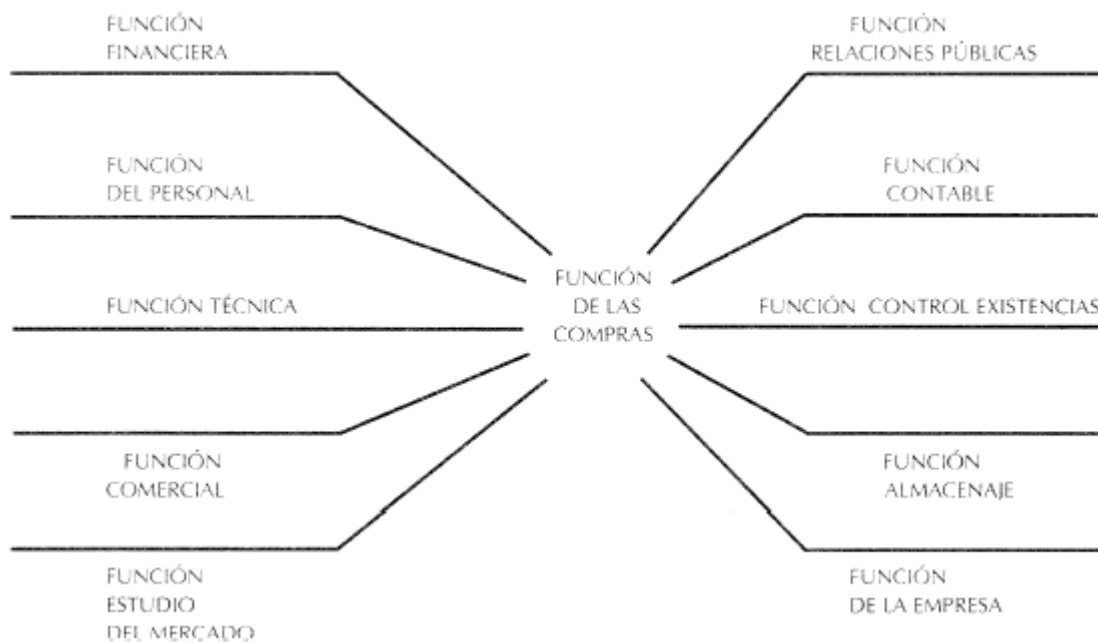 FUNCIÓN
FINANCIERA
FUNCIÓN
RELACIONES PÚBLICAS
FUNCIÓN
DEL PERSONAL
FUNCIÓN
CONTABLE
FUNCIÓN
DE LAS
COMPRAS
FUNCIÓN TÉCNICA
FUNCIÓN CONTROL EXISTENCIAS
FUNCIÓN
COMERCIAL
FUNCIÓN
ALMACENAJE
FUNCIÓN
ESTUDIO
DEL MERCADO
FUNCIÓN
DE LA EMPRESA